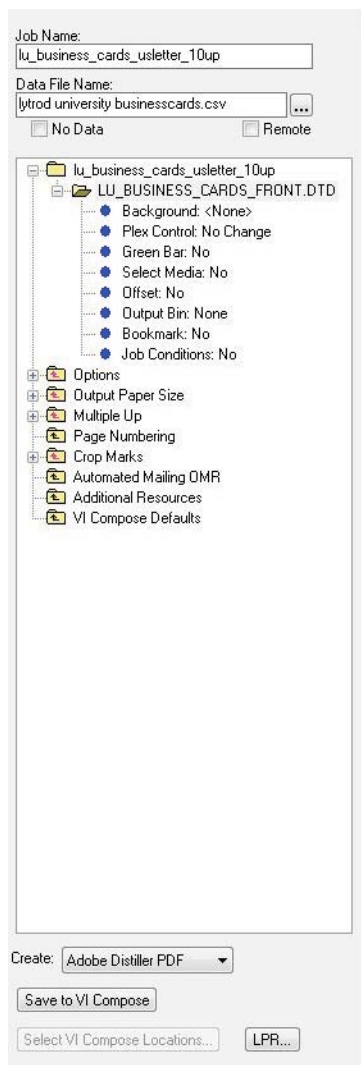 Job Name:
lu_business_cards_usletter_10up
Data File Name:
lytrod university businesscards.csv ...
No Data Remote
lu_business_cards_usletter_10up
LU_BUSINESS_CARDS_FRONT.DTD
Background: <None>
Plex Control: No Change
Green Bar: No
Select Media: No
Offset: No
Output Bin: None
Bookmark: No
Job Conditions: No
Options
Output Paper Size
Multiple Up
Page Numbering
Crop Marks
Automated Mailing OMR
Additional Resources
VI Compose Defaults
Create: Adobe Distiller PDF
Save to VI Compose
Select VI Compose Locations... LPR...